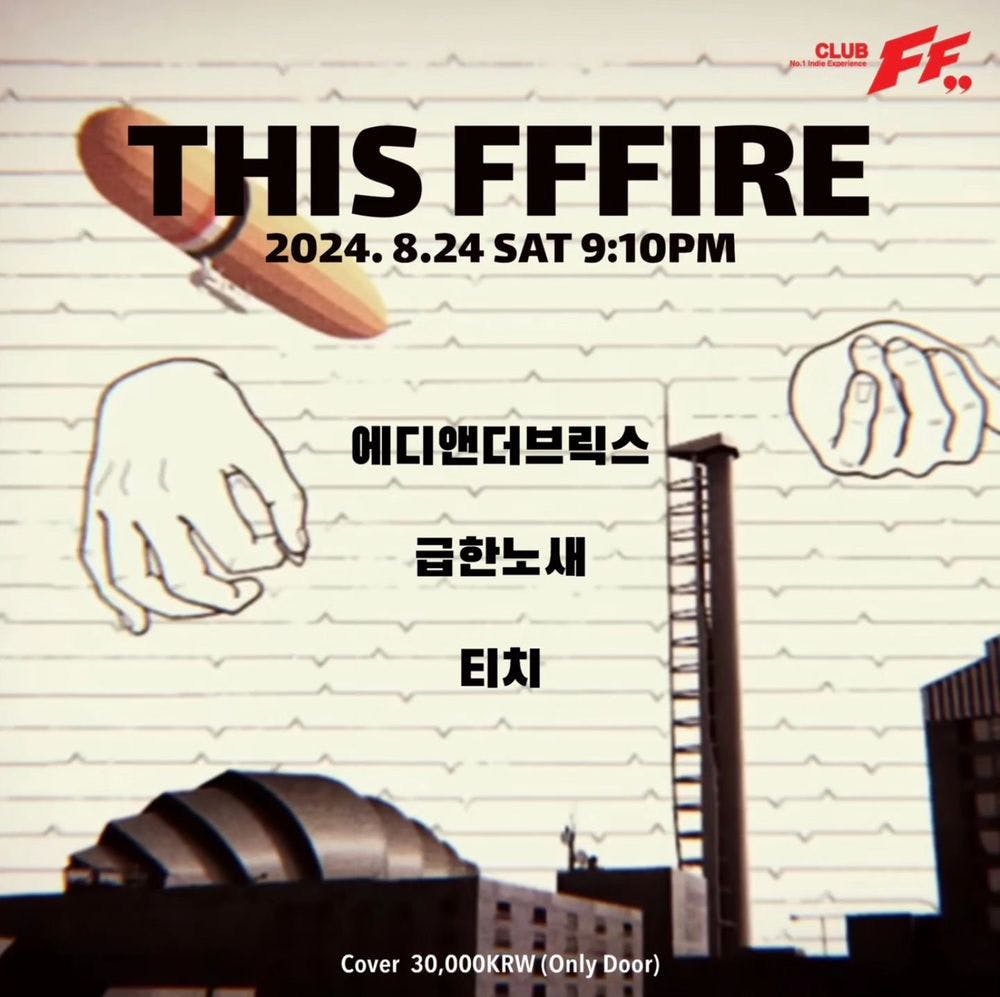 CLUB
No.1 Indie Experience
FF
THIS FFFIRE
2024. 8.24 SAT 9:10PM
에디앤더브릭스
급한노새
티치
Cover 30,000KRW (Only Door)